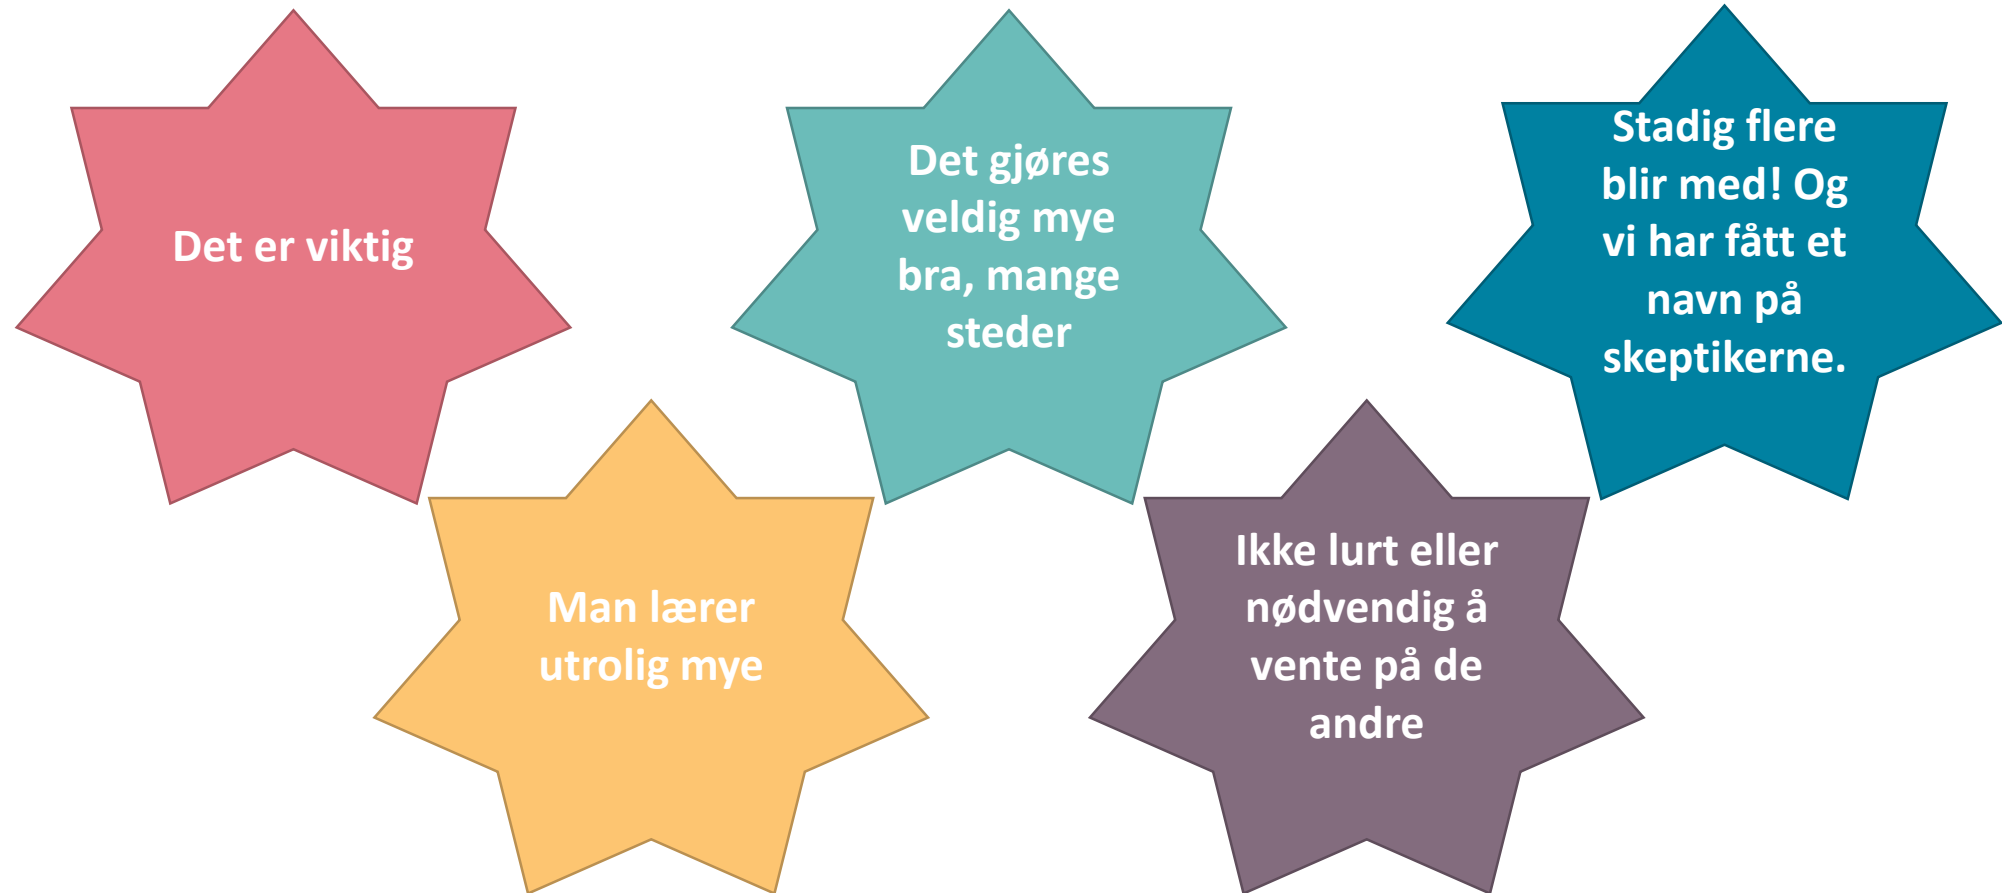 Det er viktig
Man lærer
utrolig mye
Det gjøres
veldig mye
bra, mange
steder
Ikke lurt eller
nødvendig å
vente på de
andre
Stadig flere
blir med! Og
vi har fått et
navn på
skeptikerne.